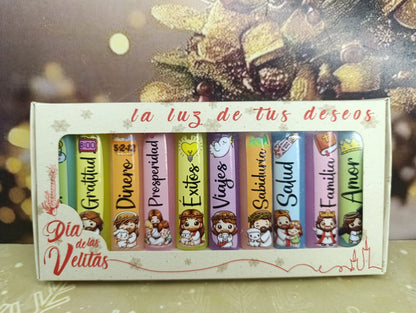 la luz de tus deseos
Gratitud
Dinero
Prosperidad
Éxitos
Viajes
Sabiduría
Salud
Familia
Amor
Día
de las
Velitas